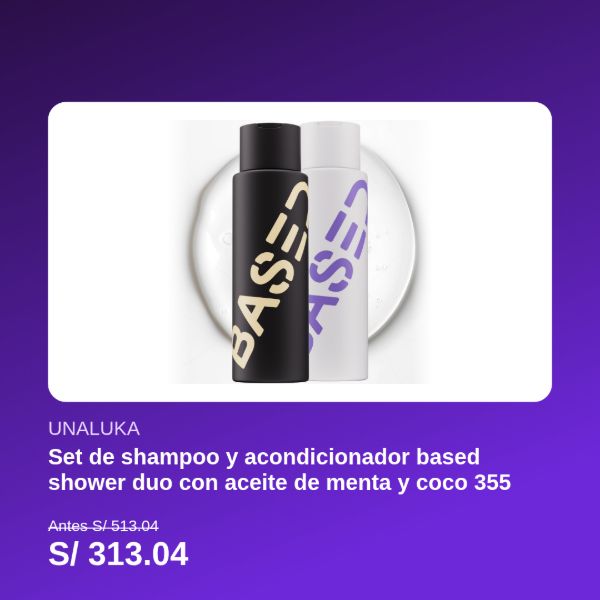 BASED
BASED
UNALUKA
Set de shampoo y acondicionador based
shower duo con aceite de menta y coco 355
Antes S/ 513.04
S/ 313.04